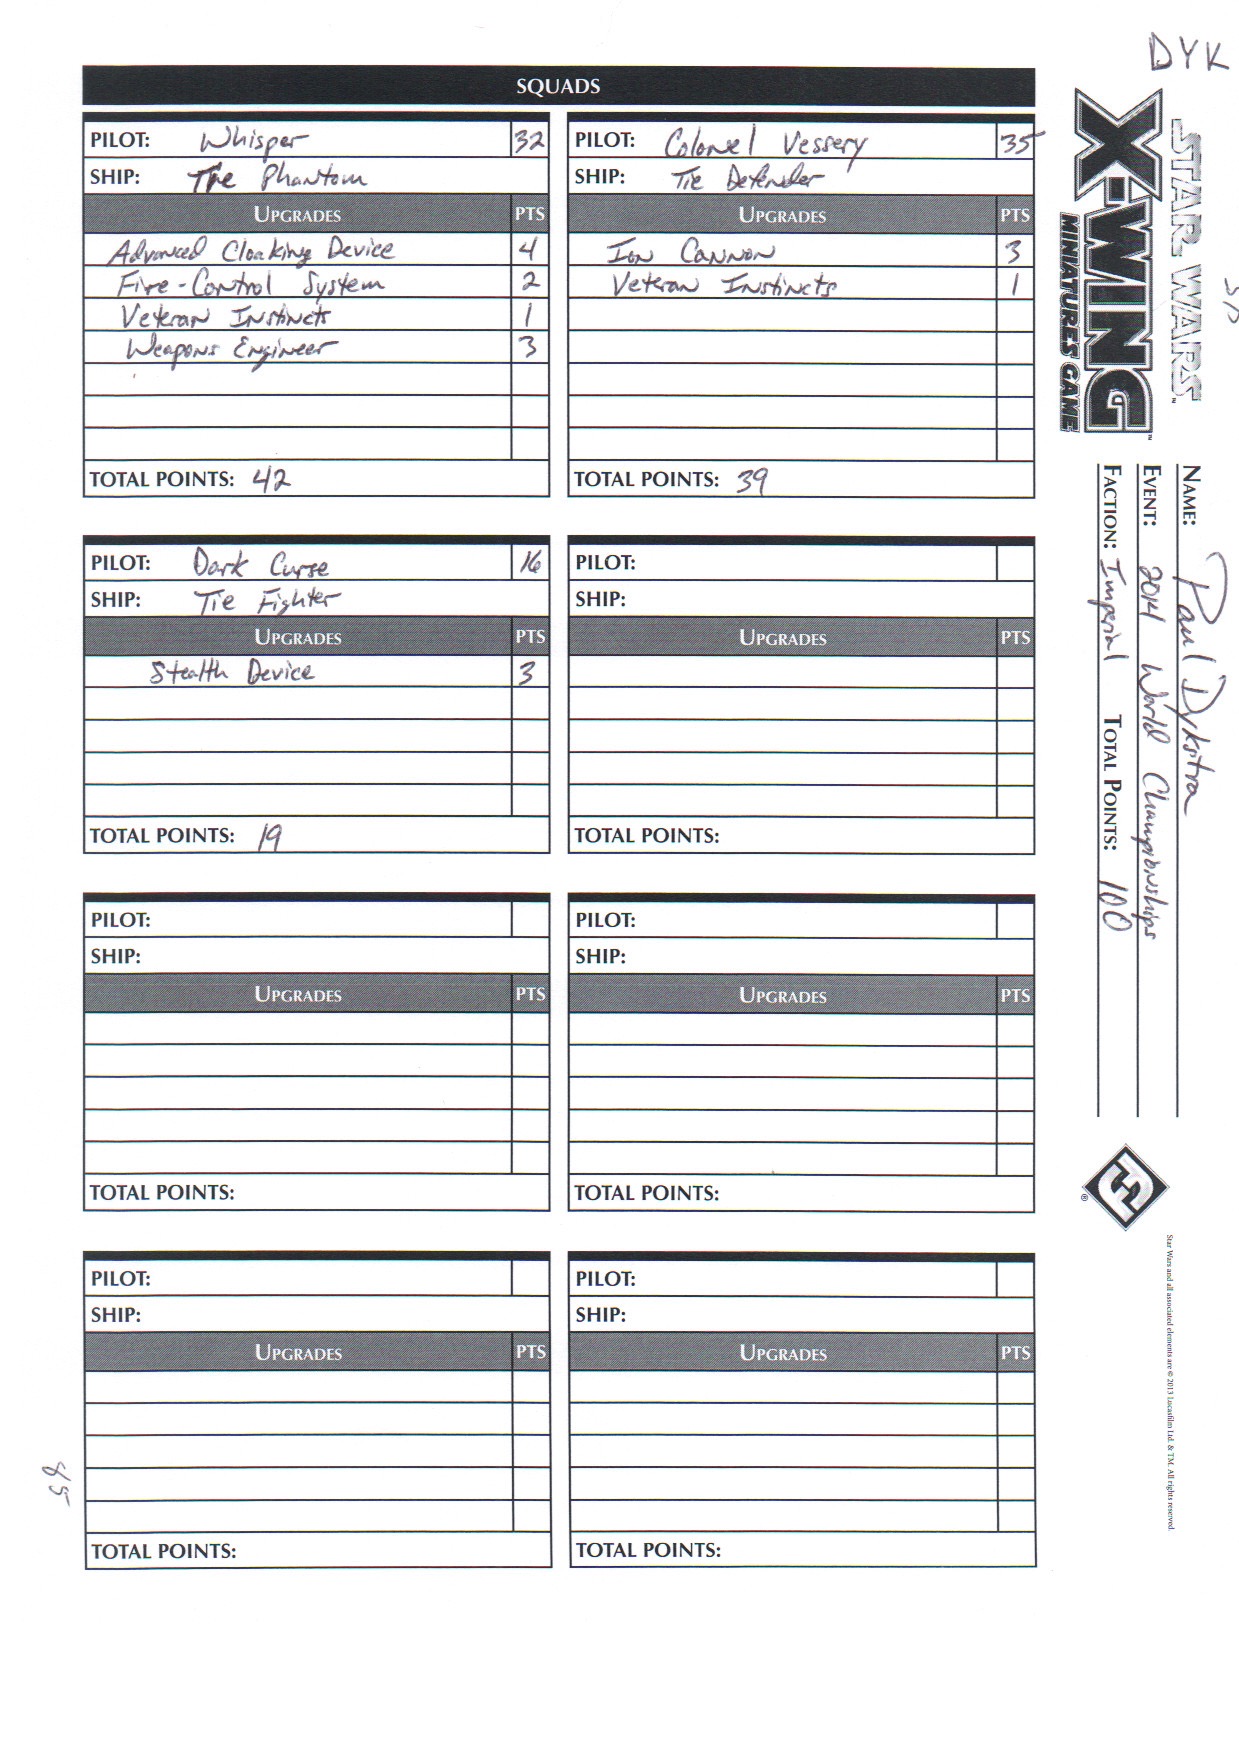 DYK
SQUADS
PILOT: Whisper 32
SHIP: The Phantom
UPGRADES PTS
Advanced Cloaking Device 4
Fire-Control System 2
Veteran Instincts 1
Weapons Engineer 3
TOTAL POINTS: 42
PILOT: Colonel Vessery 35
SHIP: Tie Defender
UPGRADES PTS
Ion Cannon 3
Veteran Instincts 1
TOTAL POINTS: 39
PILOT: Dark Curse 16
SHIP: Tie Fighter
UPGRADES PTS
Stealth Device 3
TOTAL POINTS: 19
PILOT:
SHIP:
UPGRADES PTS
TOTAL POINTS:
PILOT:
SHIP:
UPGRADES PTS
TOTAL POINTS:
PILOT:
SHIP:
UPGRADES PTS
TOTAL POINTS:
PILOT:
SHIP:
UPGRADES PTS
TOTAL POINTS:
PILOT:
SHIP:
UPGRADES PTS
TOTAL POINTS:
85
STAR WARS™
X-WING™
MINIATURES GAME
NAME: Paul Dykstra
EVENT: 2014 World Championships
FACTION: Imperial TOTAL POINTS: 100
®
Star Wars and all associated elements are © 2013 Lucasfilm Ltd. & TM. All rights reserved.